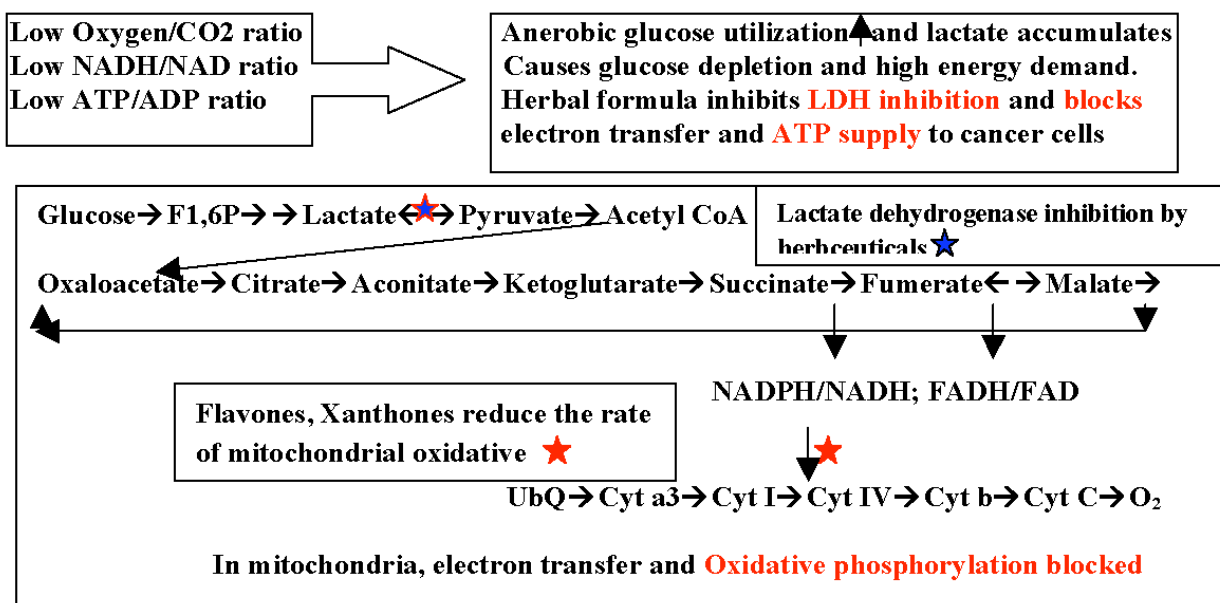 Low Oxygen/CO2 ratio
Low NADH/NAD ratio
Low ATP/ADP ratio
Anerobic glucose utilization and lactate accumulates
Causes glucose depletion and high energy demand.
Herbal formula inhibits LDH inhibition and blocks
electron transfer and ATP supply to cancer cells
Glucose→ F1,6P→ → Lactate ←→ Pyruvate→ Acetyl CoA
Lactate dehydrogenase inhibition by
herbceuticals
Oxaloacetate→ Citrate→ Aconitate→ Ketoglutarate→ Succinate→ Fumerate← → Malate→
NADPH/NADH; FADH/FAD
Flavones, Xanthones reduce the rate
of mitochondrial oxidative
UbQ→ Cyt a3→ Cyt I→ Cyt IV→ Cyt b→ Cyt C→ O₂
In mitochondria, electron transfer and Oxidative phosphorylation blocked